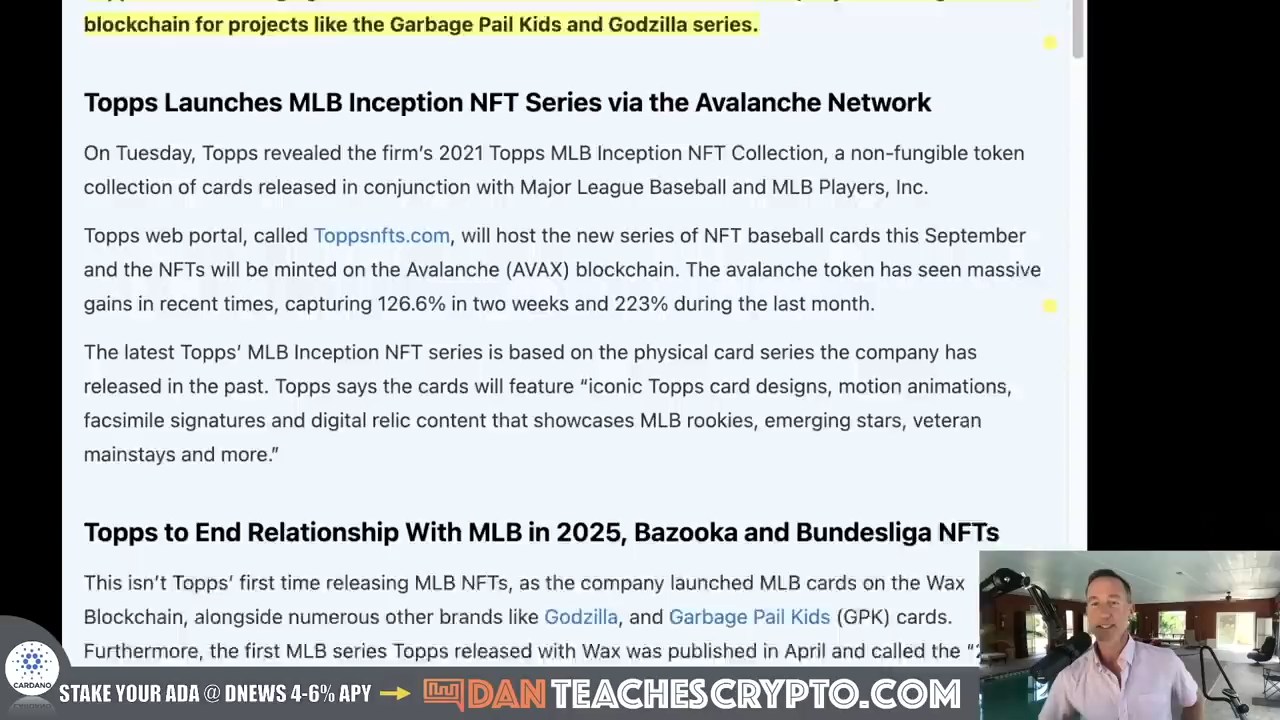 blockchain for projects like the Garbage Pail Kids and Godzilla series.
Topps Launches MLB Inception NFT Series via the Avalanche Network
On Tuesday, Topps revealed the firm’s 2021 Topps MLB Inception NFT Collection, a non-fungible token
collection of cards released in conjunction with Major League Baseball and MLB Players, Inc.
Topps web portal, called Toppsnfts.com, will host the new series of NFT baseball cards this September
and the NFTs will be minted on the Avalanche (AVAX) blockchain. The avalanche token has seen massive
gains in recent times, capturing 126.6% in two weeks and 223% during the last month.
The latest Topps’ MLB Inception NFT series is based on the physical card series the company has
released in the past. Topps says the cards will feature “iconic Topps card designs, motion animations,
facsimile signatures and digital relic content that showcases MLB rookies, emerging stars, veteran
mainstays and more.”
Topps to End Relationship With MLB in 2025, Bazooka and Bundesliga NFTs
This isn’t Topps’ first time releasing MLB NFTs, as the company launched MLB cards on the Wax
Blockchain, alongside numerous other brands like Godzilla, and Garbage Pail Kids (GPK) cards.
Furthermore, the first MLB series Topps released with Wax was published in April and called the
CARDANO
STAKE YOUR ADA @ DNEWS 4-6% APY
DANTEACHESCRYPTO.COM